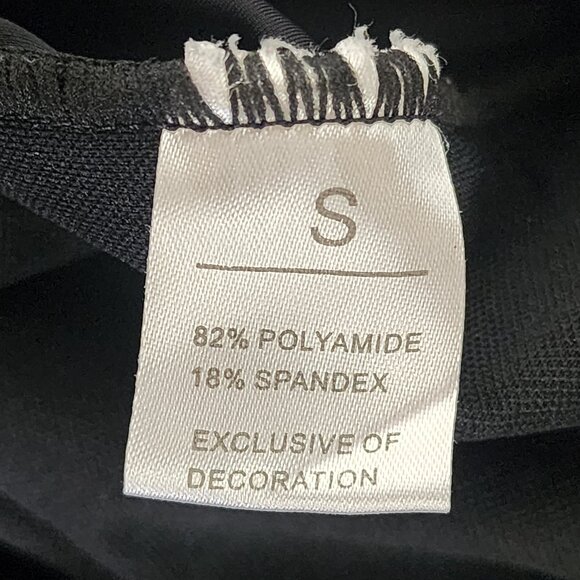 S
82% POLYAMIDE
18% SPANDEX
EXCLUSIVE OF
DECORATION